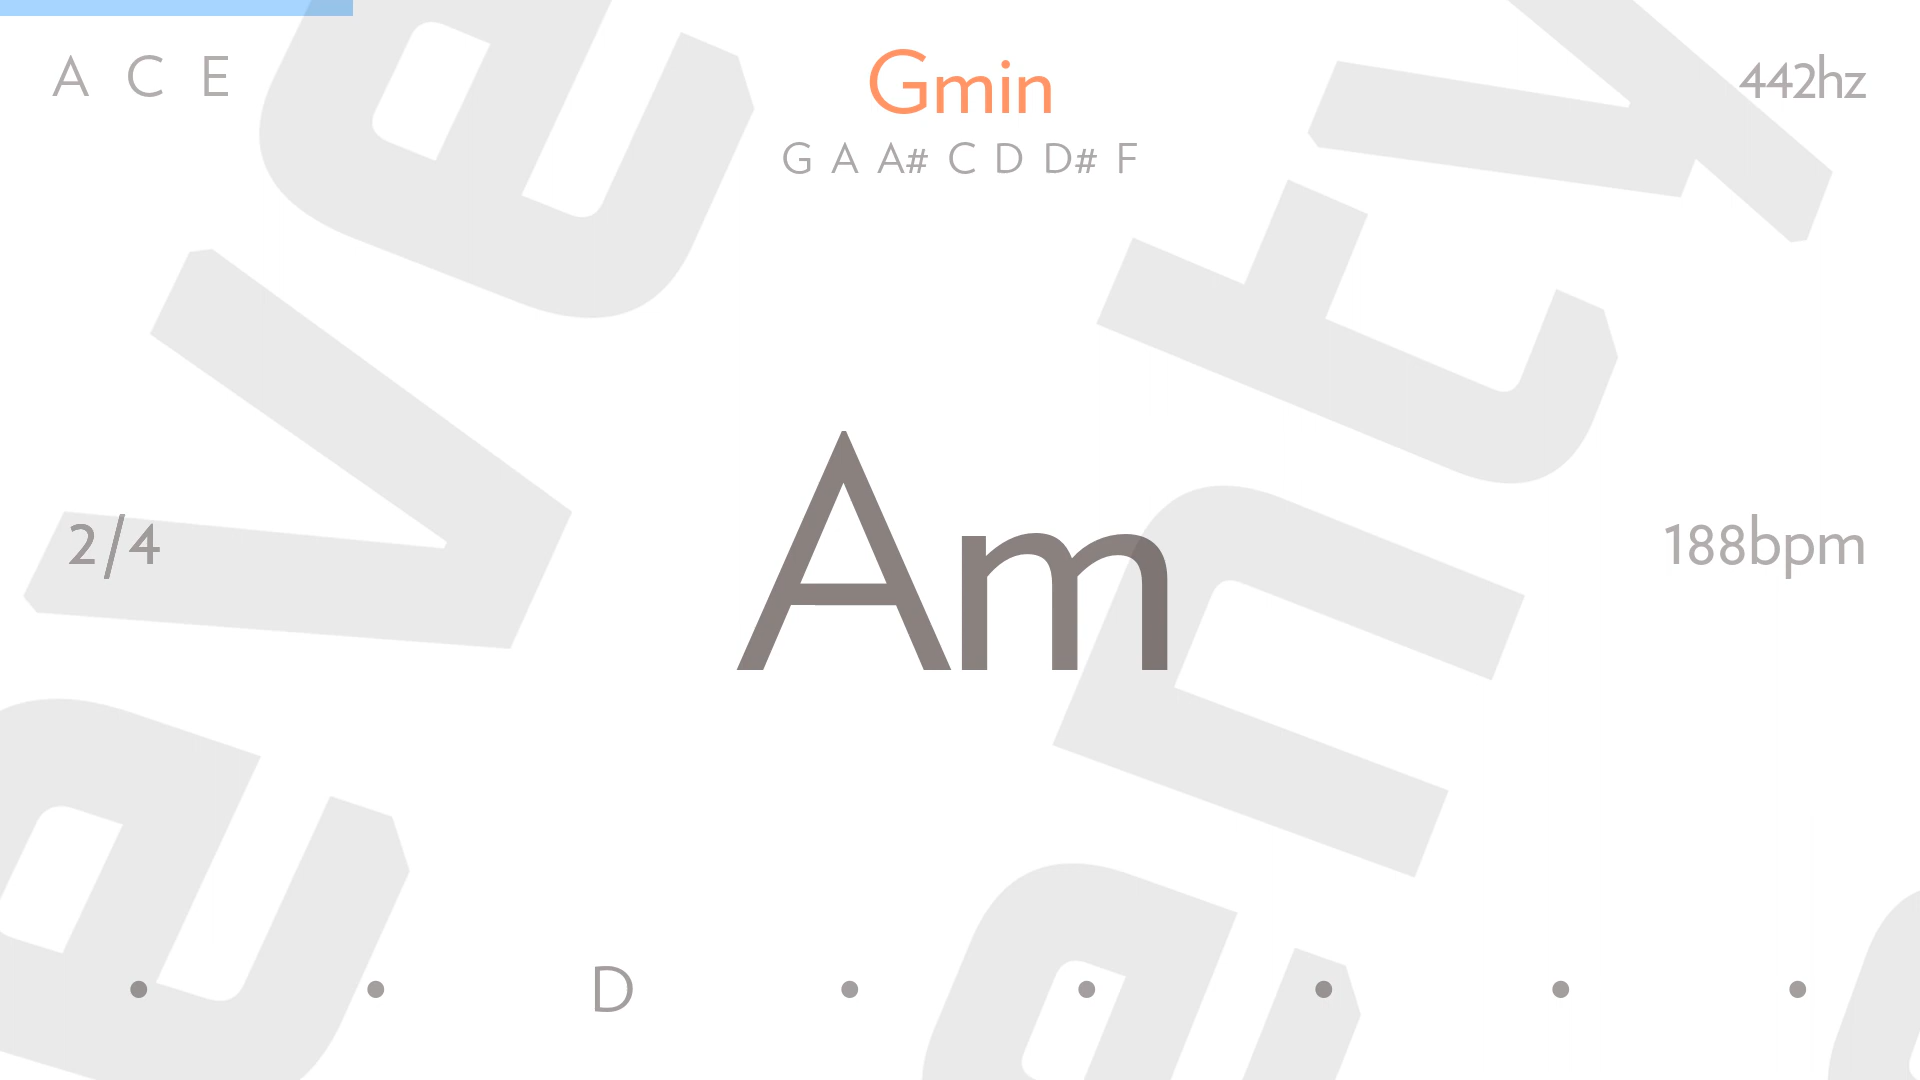 A C E
Gmin
442hz
G A A# C D D# F
2/4
Am
188bpm
D